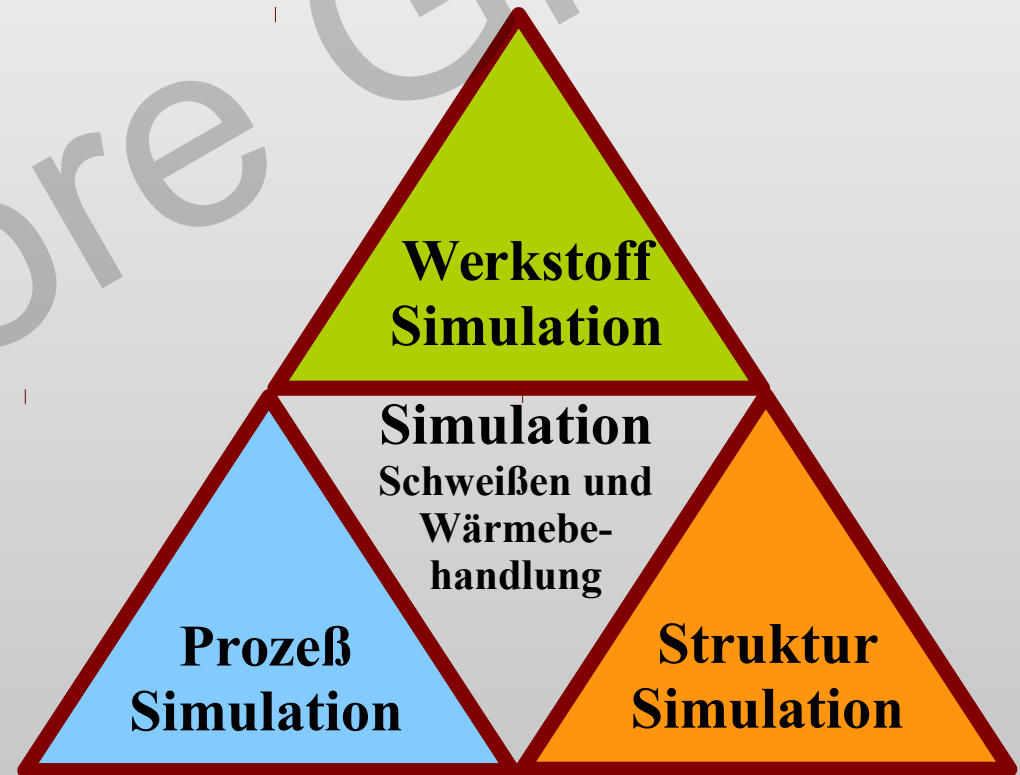 Werkstoff
Simulation
Simulation
Schweißen und
Wärmebe-
handlung
Prozeß
Simulation
Struktur
Simulation